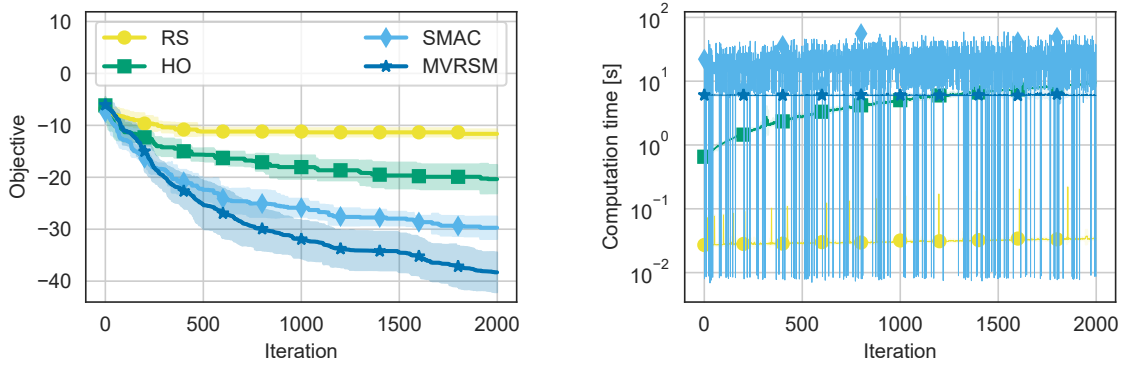 10
0
−10
−20
−30
−40
0
500
1000
1500
2000
Objective
Iteration
RS
HO
SMAC
MVRSM
10^2
10^1
10^0
10^−1
10^−2
0
500
1000
1500
2000
Computation time [s]
Iteration